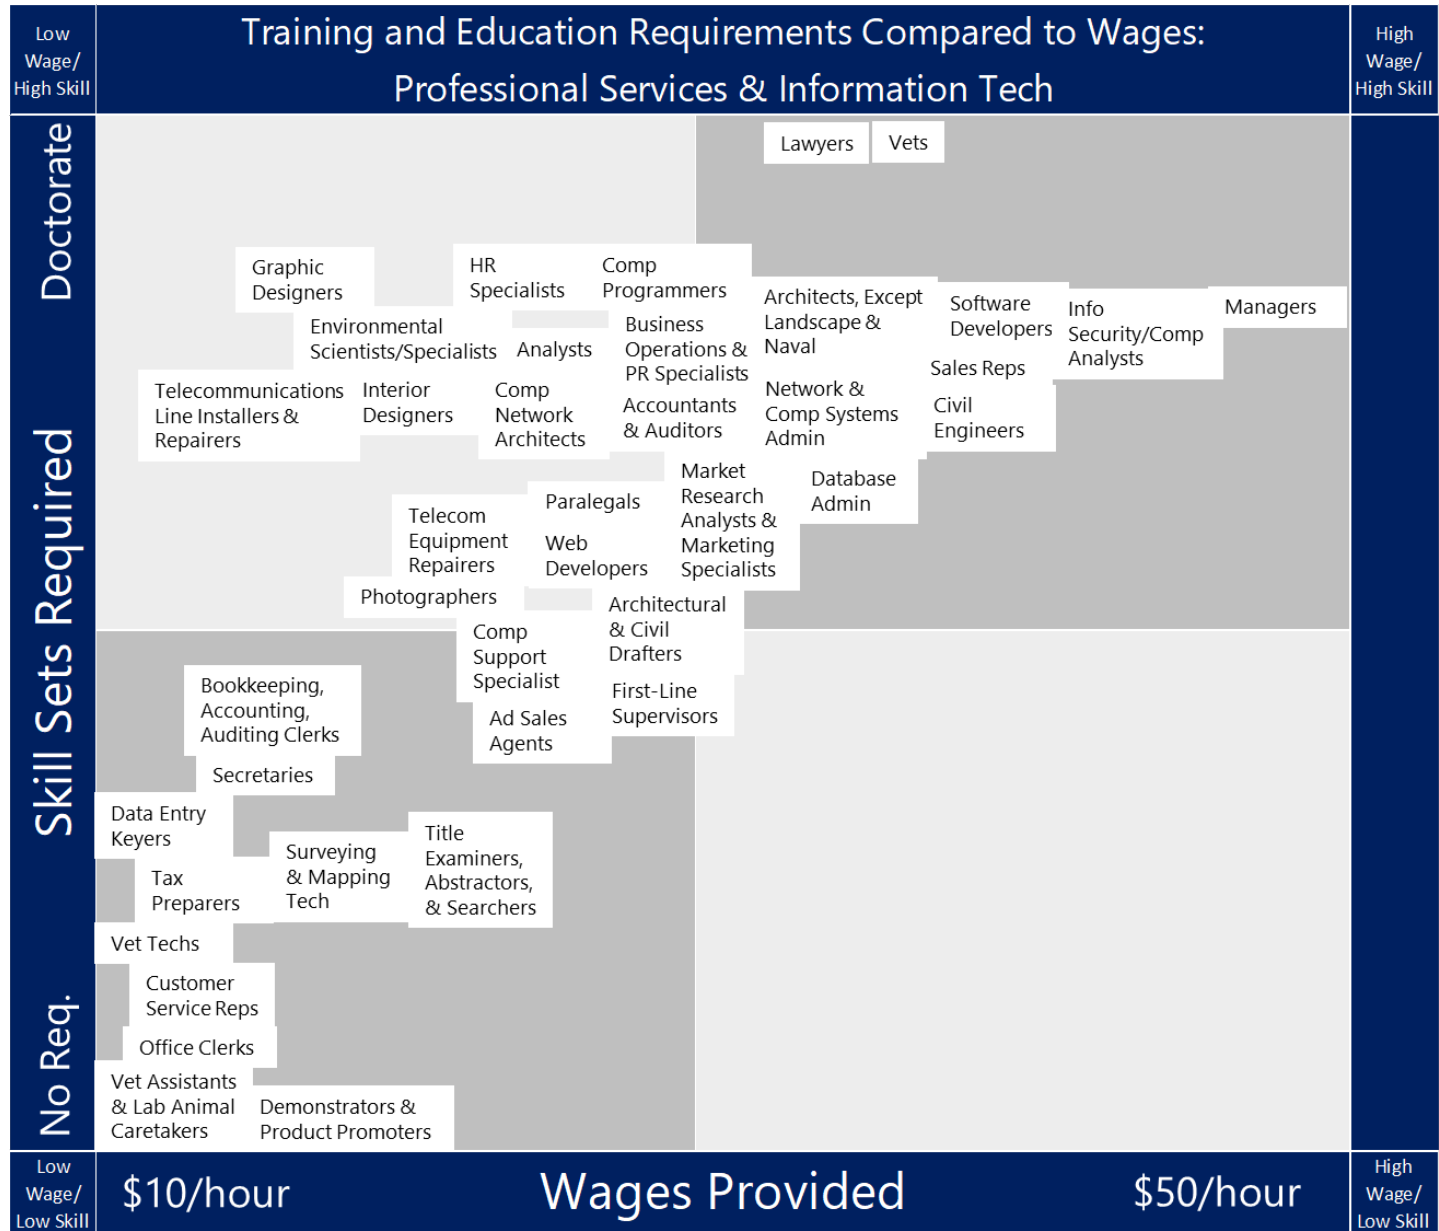 Low
Wage/
High Skill
Training and Education Requirements Compared to Wages:
Professional Services & Information Tech
High
Wage/
High Skill
Doctorate
Skill Sets Required
No Req.
Lawyers
Vets
Graphic
Designers
HR
Specialists
Comp
Programmers
Environmental
Scientists/Specialists
Analysts
Business
Operations &
PR Specialists
Architects, Except
Landscape &
Naval
Software
Developers
Info
Security/Comp
Analysts
Managers
Sales Reps
Telecommunications
Line Installers &
Repairers
Interior
Designers
Comp
Network
Architects
Accountants
& Auditors
Network &
Comp Systems
Admin
Civil
Engineers
Market
Research
Analysts &
Marketing
Specialists
Database
Admin
Telecom
Equipment
Repairers
Paralegals
Web
Developers
Photographers
Architectural
& Civil
Drafters
Comp
Support
Specialist
First-Line
Supervisors
Ad Sales
Agents
Bookkeeping,
Accounting,
Auditing Clerks
Secretaries
Data Entry
Keyers
Surveying
& Mapping
Tech
Title
Examiners,
Abstractors,
& Searchers
Tax
Preparers
Vet Techs
Customer
Service Reps
Office Clerks
Vet Assistants
& Lab Animal
Caretakers
Demonstrators &
Product Promoters
Low
Wage/
Low Skill
$10/hour
Wages Provided
$50/hour
High
Wage/
Low Skill